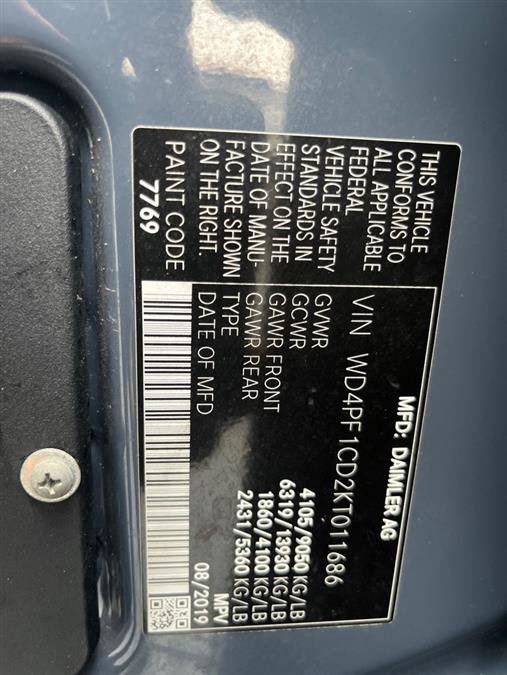 MFD: DAIMLER AG
VIN WD4PF1CD2KT011686
THIS VEHICLE
CONFORMS TO
ALL APPLICABLE
FEDERAL
VEHICLE SAFETY
STANDARDS IN
EFFECT ON THE
DATE OF MANU-
FACTURE SHOWN
ON THE RIGHT.
PAINT CODE
7769
GVWR 4105/9050 KG/LB
GCWR 6319/13930 KG/LB
GAWR FRONT 1860/4100 KG/LB
GAWR REAR 2431/5360 KG/LB
TYPE MPV
DATE OF MFD 08/2019